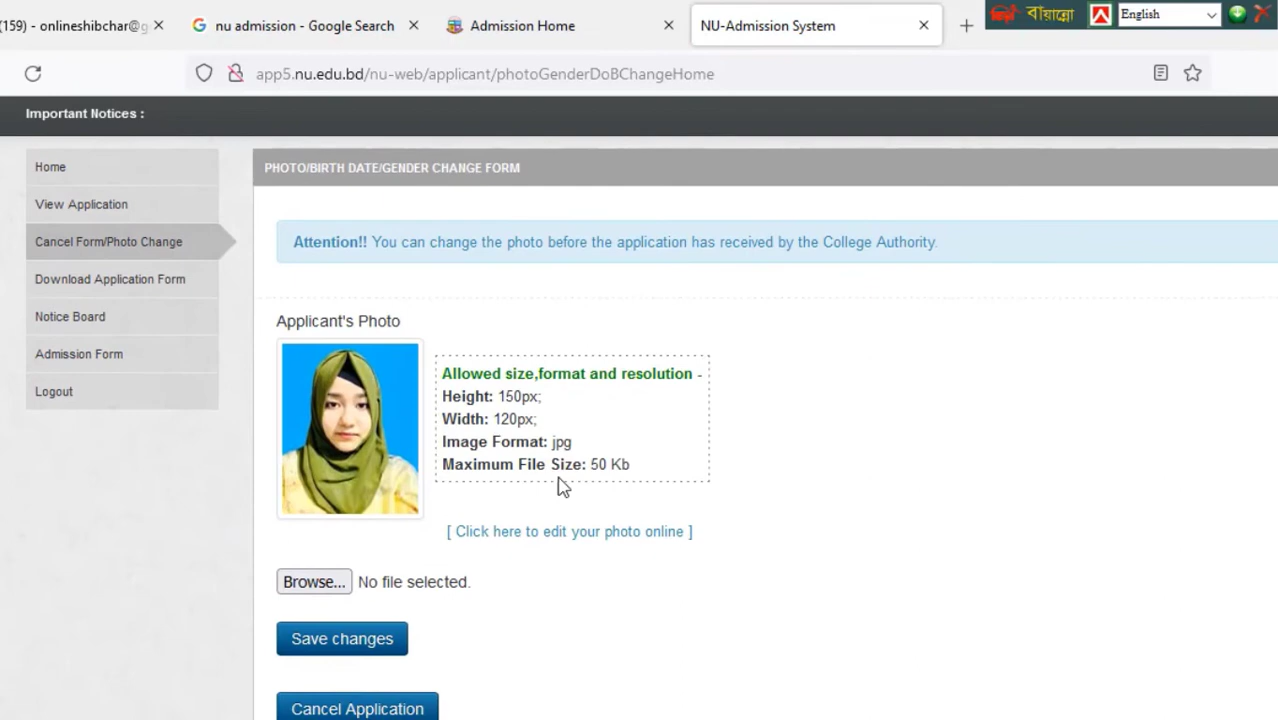 (159) - onlineshibchar@g
nu admission - Google Search
Admission Home
NU-Admission System
বায়ান্নো
English
app5.nu.edu.bd/nu-web/applicant/photoGenderDoBChangeHome
Important Notices :
Home
View Application
Cancel Form/Photo Change
Download Application Form
Notice Board
Admission Form
Logout
PHOTO/BIRTH DATE/GENDER CHANGE FORM
Attention!! You can change the photo before the application has received by the College Authority.
Applicant's Photo
Allowed size,format and resolution -
Height: 150px;
Width: 120px;
Image Format: jpg
Maximum File Size: 50 Kb
[ Click here to edit your photo online ]
Browse... No file selected.
Save changes
Cancel Application